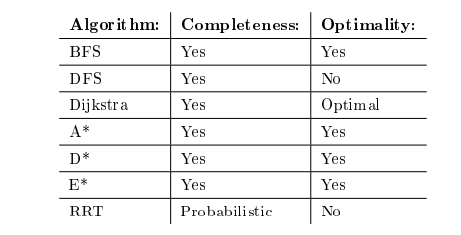 Algorithm: Completeness: Optimality:
BFS Yes Yes
DFS Yes No
Dijkstra Yes Optimal
A* Yes Yes
D* Yes Yes
E* Yes Yes
RRT Probabilistic No